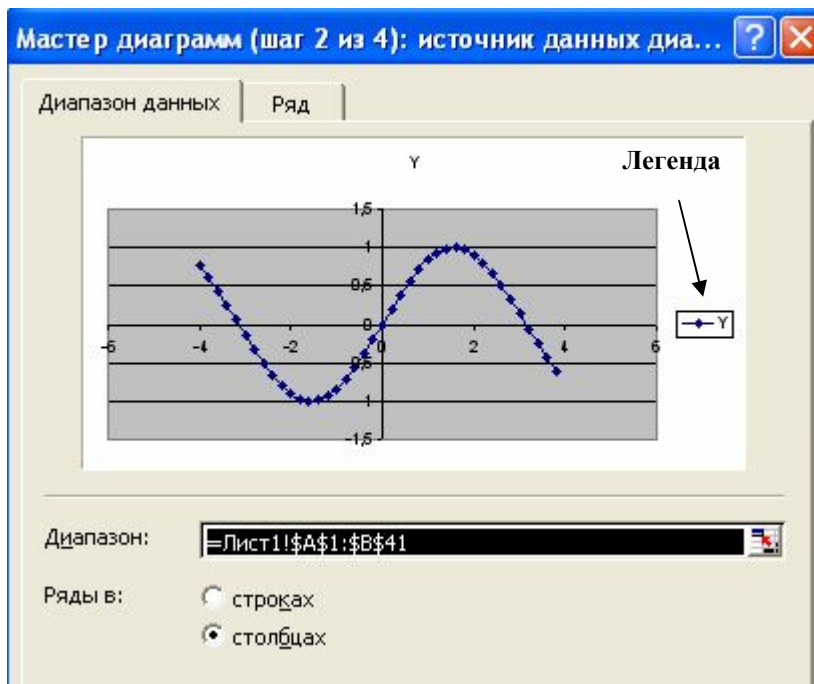 Мастер диаграмм (шаг 2 из 4): источник данных диа...
Диапазон данных
Ряд
Y
Легенда
1,5
1
0,5
0
-6 -4 -2 0 2 4 6
0,5
1
-1,5
Y
Диапазон:
=Лист1!$A$1:$B$41
Ряды в:
строках
столбцах